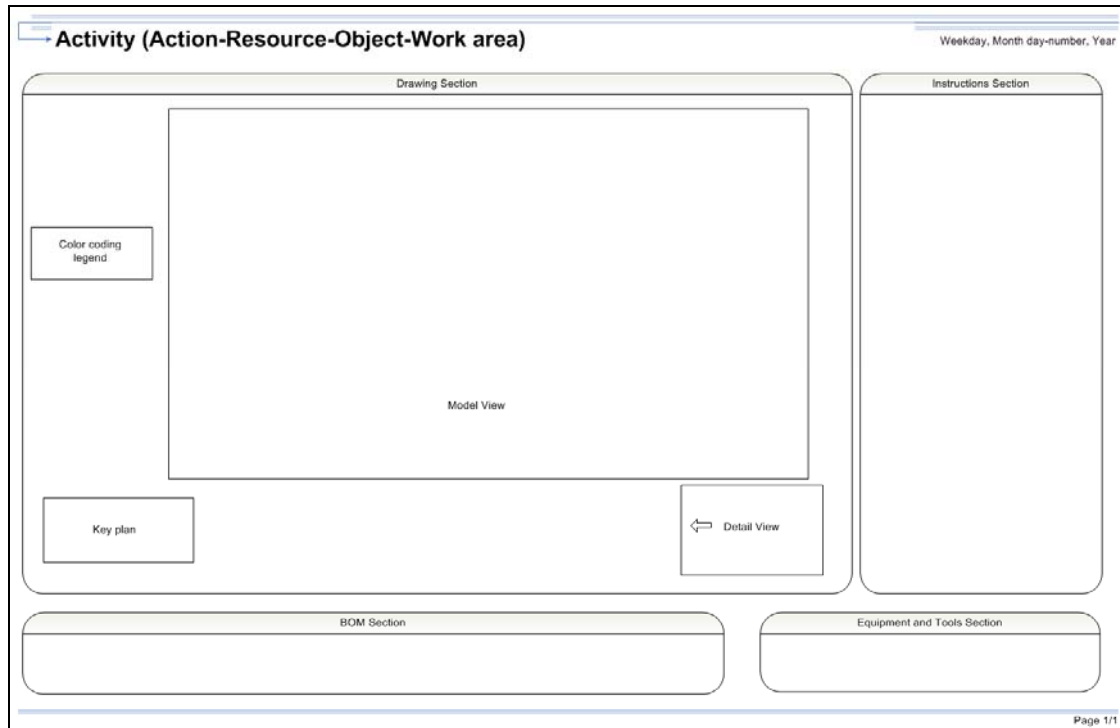 Activity (Action-Resource-Object-Work area)
Weekday, Month day-number, Year
Drawing Section
Instructions Section
Color coding
legend
Model View
Key plan
Detail View
BOM Section
Equipment and Tools Section
Page 1/1